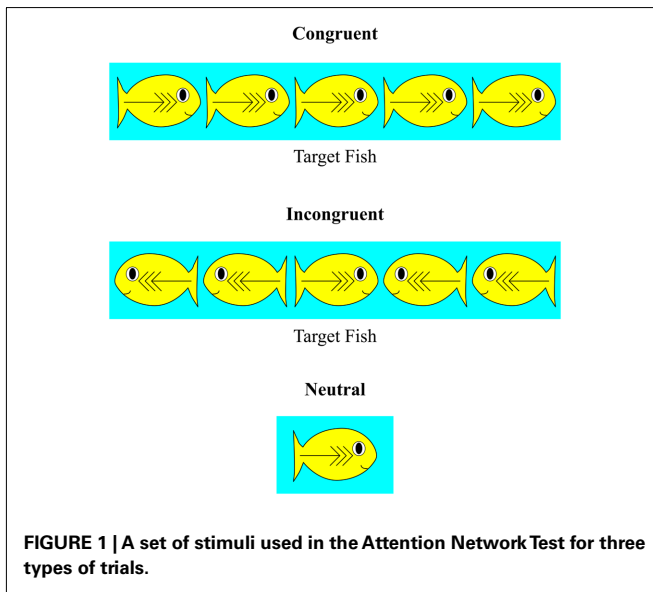 Congruent
Target Fish
Incongruent
Target Fish
Neutral
FIGURE 1 | A set of stimuli used in the Attention Network Test for three
types of trials.